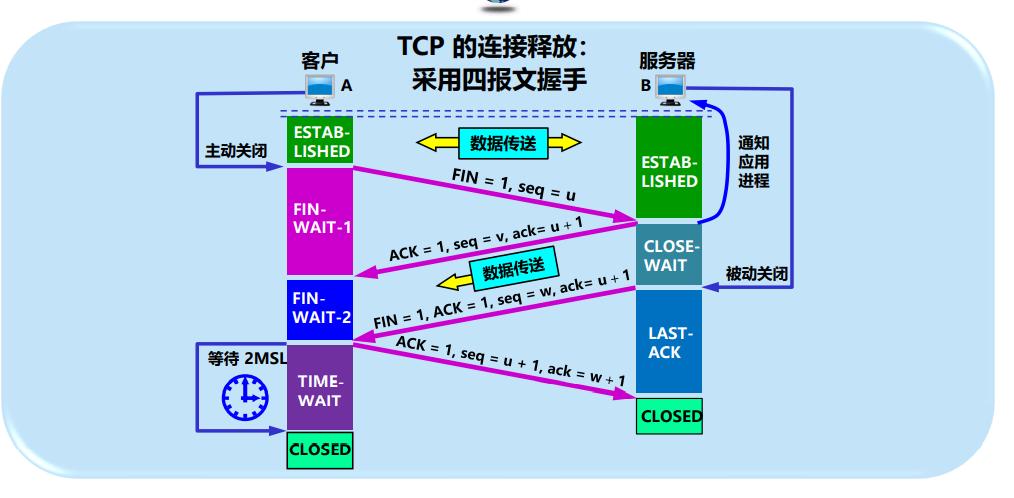 TCP 的连接释放：
采用四报文握手
客户
A
服务器
B
ESTAB-
LISHED
数据传送
通知
应用
进程
主动关闭
ESTAB-
LISHED
FIN = 1, seq = u
FIN-
WAIT-1
ACK = 1, seq = v, ack= u + 1
CLOSE-
WAIT
数据传送
被动关闭
FIN-
WAIT-2
FIN = 1, ACK = 1, seq = w, ack= u + 1
LAST-
ACK
ACK = 1, seq = u + 1, ack = w + 1
等待 2MSL
TIME-
WAIT
CLOSED
CLOSED